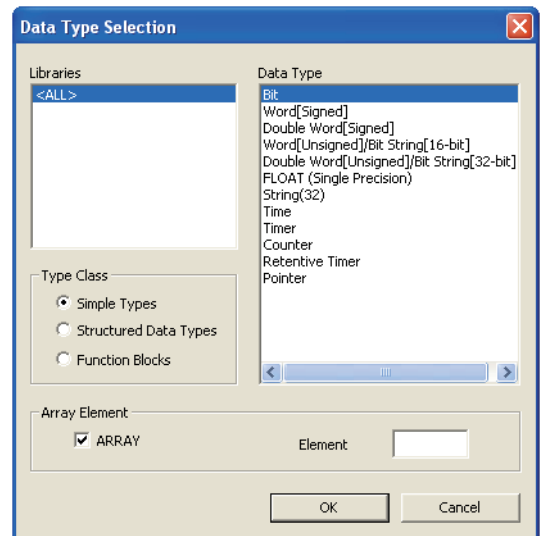 Data Type Selection
Libraries
<ALL>
Data Type
Bit
Word[Signed]
Double Word[Signed]
Word[Unsigned]/Bit String[16-bit]
Double Word[Unsigned]/Bit String[32-bit]
FLOAT (Single Precision)
String(32)
Time
Timer
Counter
Retentive Timer
Pointer
Type Class
Simple Types
Structured Data Types
Function Blocks
Array Element
ARRAY
Element
OK
Cancel